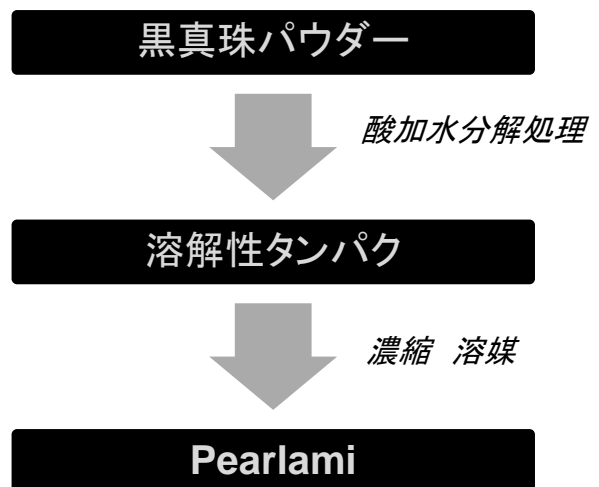 黒真珠パウダー
酸加水分解処理
溶解性タンパク
濃縮　溶媒
Pearlami